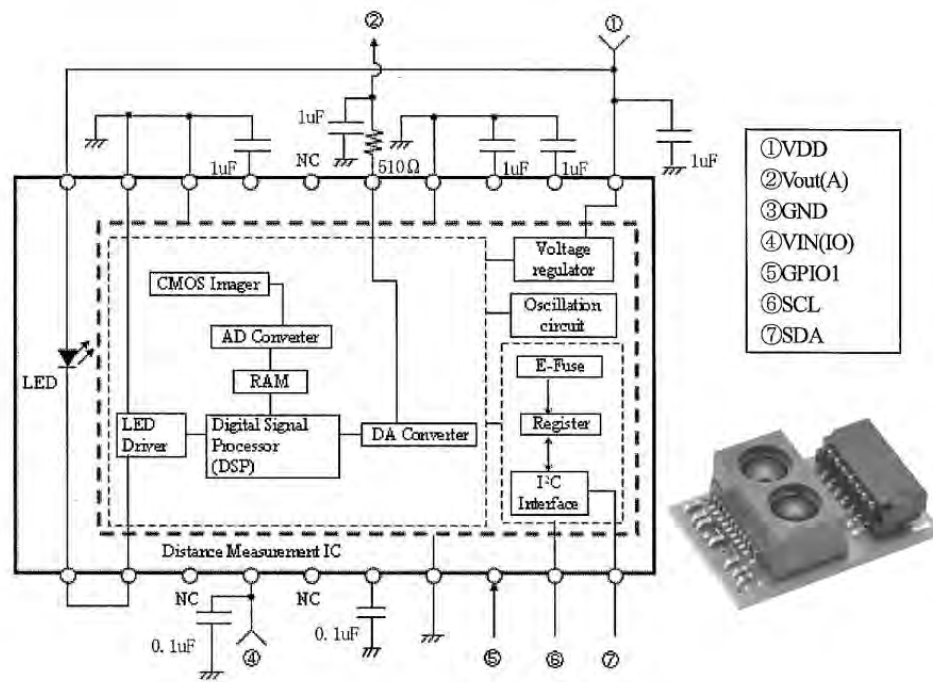 ②
①
1uF
1uF
NC
510Ω
1uF
1uF
1uF
①VDD
②Vout(A)
③GND
④VIN(IO)
⑤GPIO1
⑥SCL
⑦SDA
Voltage
regulator
CMOS Imager
Oscillation
circuit
AD Converter
LED
E-Fuse
RAM
LED
Driver
Digital Signal
Processor
(DSP)
DA Converter
Register
I²C
Interface
Distance Measurement IC
NC
NC
0.1uF
0.1uF
④
⑤
⑥
⑦